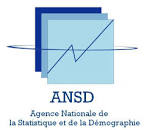 ANSD
Agence Nationale de
la Statistique et de la Démographie